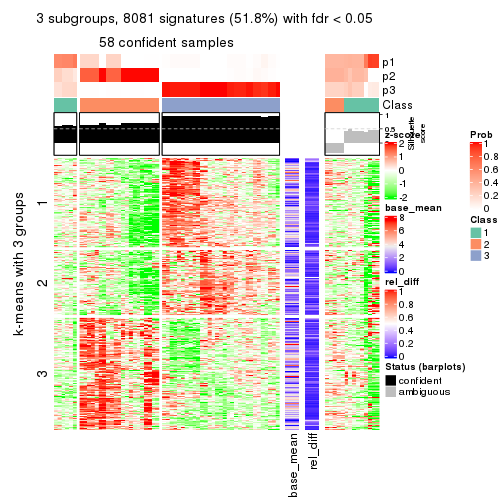 3 subgroups, 8081 signatures (51.8%) with fdr < 0.05
58 confident samples
p1
p2
p3
Class
1
0.5
0
Silhouette
score
k-means with 3 groups
1
2
3
base_mean
rel_diff
z-score
2
1
0
-1
-2
base_mean
8
6
4
2
0
rel_diff
1
0.8
0.6
0.4
0.2
0
Status (barplots)
confident
ambiguous
Prob
1
0.8
0.6
0.4
0.2
0
Class
1
2
3